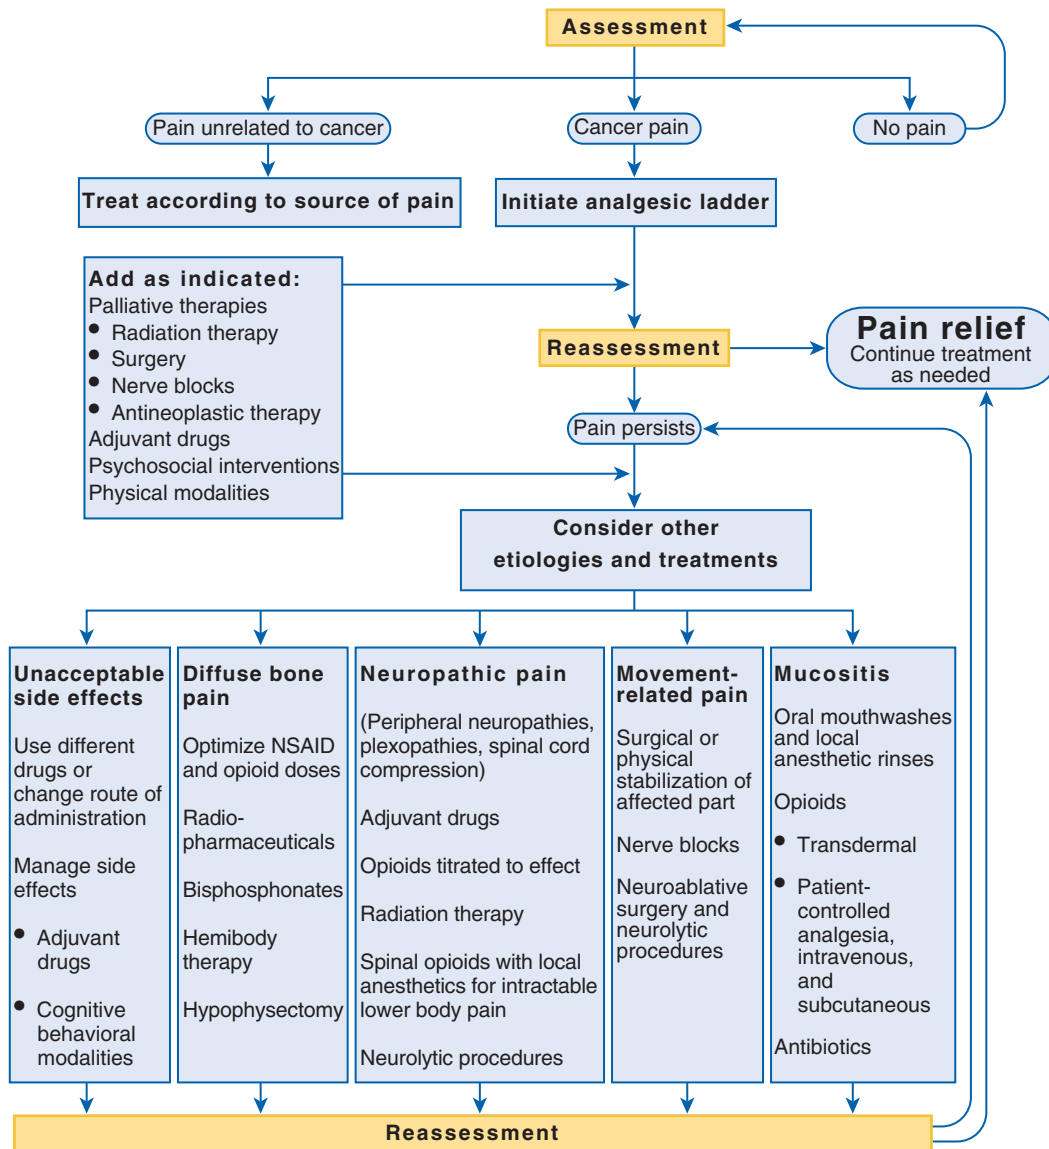 Assessment
Pain unrelated to cancer
Cancer pain
No pain
Treat according to source of pain
Initiate analgesic ladder
Add as indicated:
Palliative therapies
• Radiation therapy
• Surgery
• Nerve blocks
• Antineoplastic therapy
Adjuvant drugs
Psychosocial interventions
Physical modalities
Reassessment
Pain relief
Continue treatment
as needed
Pain persists
Consider other
etiologies and treatments
Unacceptable
side effects
Use different
drugs or
change route of
administration
Manage side
effects
• Adjuvant
drugs
• Cognitive
behavioral
modalities
Diffuse bone
pain
Optimize NSAID
and opioid doses
Radio-
pharmaceuticals
Bisphosphonates
Hemibody
therapy
Hypophysectomy
Neuropathic pain
(Peripheral neuropathies,
plexopathies, spinal cord
compression)
Adjuvant drugs
Opioids titrated to effect
Radiation therapy
Spinal opioids with local
anesthetics for intractable
lower body pain
Neurolytic procedures
Movement-
related pain
Surgical or
physical
stabilization of
affected part
Nerve blocks
Neuroablative
surgery and
neurolytic
procedures
Mucositis
Oral mouthwashes
and local
anesthetic rinses
Opioids
• Transdermal
• Patient-
controlled
analgesia,
intravenous,
and
subcutaneous
Antibiotics
Reassessment